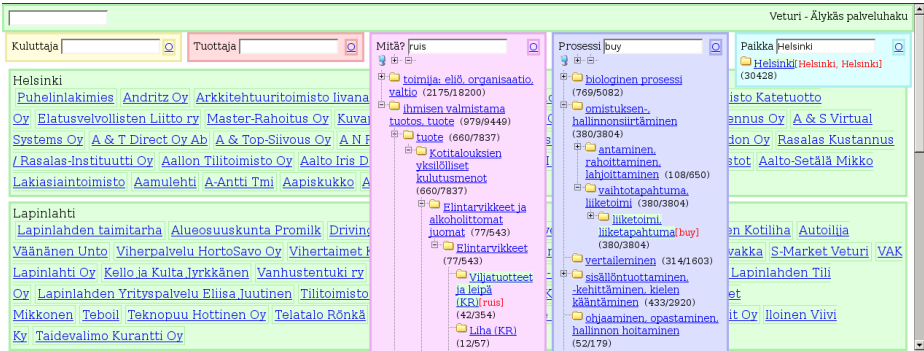 Veturi - Älykäs palveluhaku
Kuluttaja
Tuottaja
Mitä? ruis
Prosessi buy
Paikka Helsinki
Helsinki[Helsinki, Helsinki]
(30428)
toimija: eliö, organisaatio,
valtio (2175/18200)
ihmisen valmistama
tuotos, tuote (979/9449)
tuote (660/7837)
Kotitalouksien
yksilölliset
kulutusmenot
(660/7837)
Elintarvikkeet ja
alkoholittomat
juomat (77/543)
Elintarvikkeet
(77/543)
Viljatuotteet
ja leipä
(KR)[ruis]
(42/354)
Liha (KR)
(12/57)
biologinen prosessi
(769/5082)
omistuksen-,
hallinnonsiirtäminen
(380/3804)
antaminen,
rahoittaminen,
lahjoittaminen (108/650)
vaihtotapahtuma,
liiketoimi (380/3804)
liiketoimi,
liiketapahtuma[buy]
(380/3804)
vertaileminen (314/1603)
sisällöntuottaminen,
-kehittäminen, kielen
kääntäminen (433/2920)
ohjaaminen, opastaminen,
hallinnon hoitaminen
(52/179)
Helsinki
Puhelinlakimies Andritz Oy Arkkitehtuuritoimisto Iivana isto Katetuotto
Oy Elatusvelvollisten Liitto ry Master-Rahoitus Oy Kuva ennus Oy A & S Virtual
Systems Oy A & T Direct Oy Ab A & Top-Siivous Oy A N don Oy Rasalas Kustannus
/ Rasalas-Instituutti Oy Aallon Tilitoimisto Oy Aalto Iris D stot Aalto-Setälä Mikko
Lakiasiaintoimisto Aamulehti A-Antti Tmi Aapiskukko A
Lapinlahti
Lapinlahden taimitarha Alueosuuskunta Promilk Drivin en Kotiliha Autoilija
Väänänen Unto Viherpalvelu HortoSavo Oy Vihertaimet vakka S-Market Veturi VAK
Lapinlahti Oy Kello ja Kulta Jyrkkänen Vanhustentuki ry Lapinlahden Tili
Oy Lapinlahden Yrityspalvelu Eliisa Juutinen Tilitoimisto et
Mikkonen Teboil Teknopuu Hottinen Oy Telatalo Rönkä it Oy Iloinen Viivi
Ky Taidevalimo Kurantti Oy